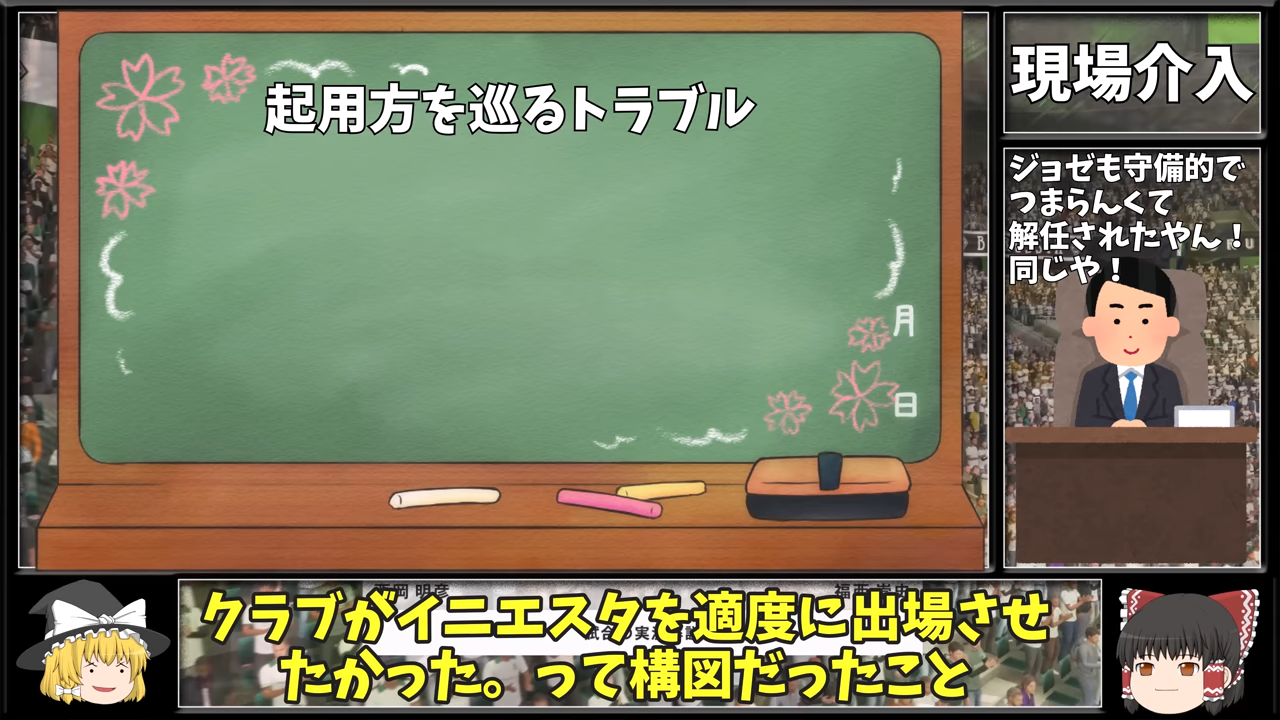 起用方を巡るトラブル
月
日
現場介入
ジョゼも守備的で
つまらんくて
解任されたやん！
同じや！
クラブがイニエスタを適度に出場させ
たかった。って構図だったこと